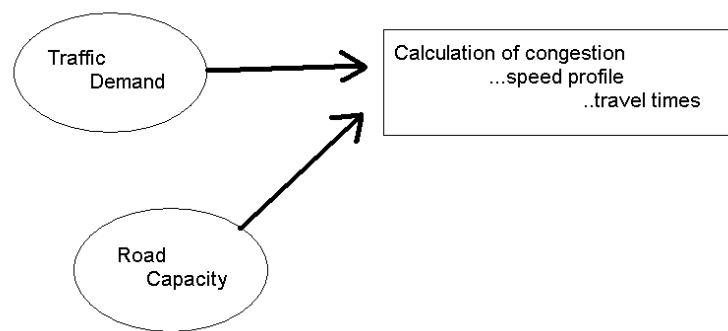 Traffic
Demand
Calculation of congestion
...speed profile
..travel times
Road
Capacity